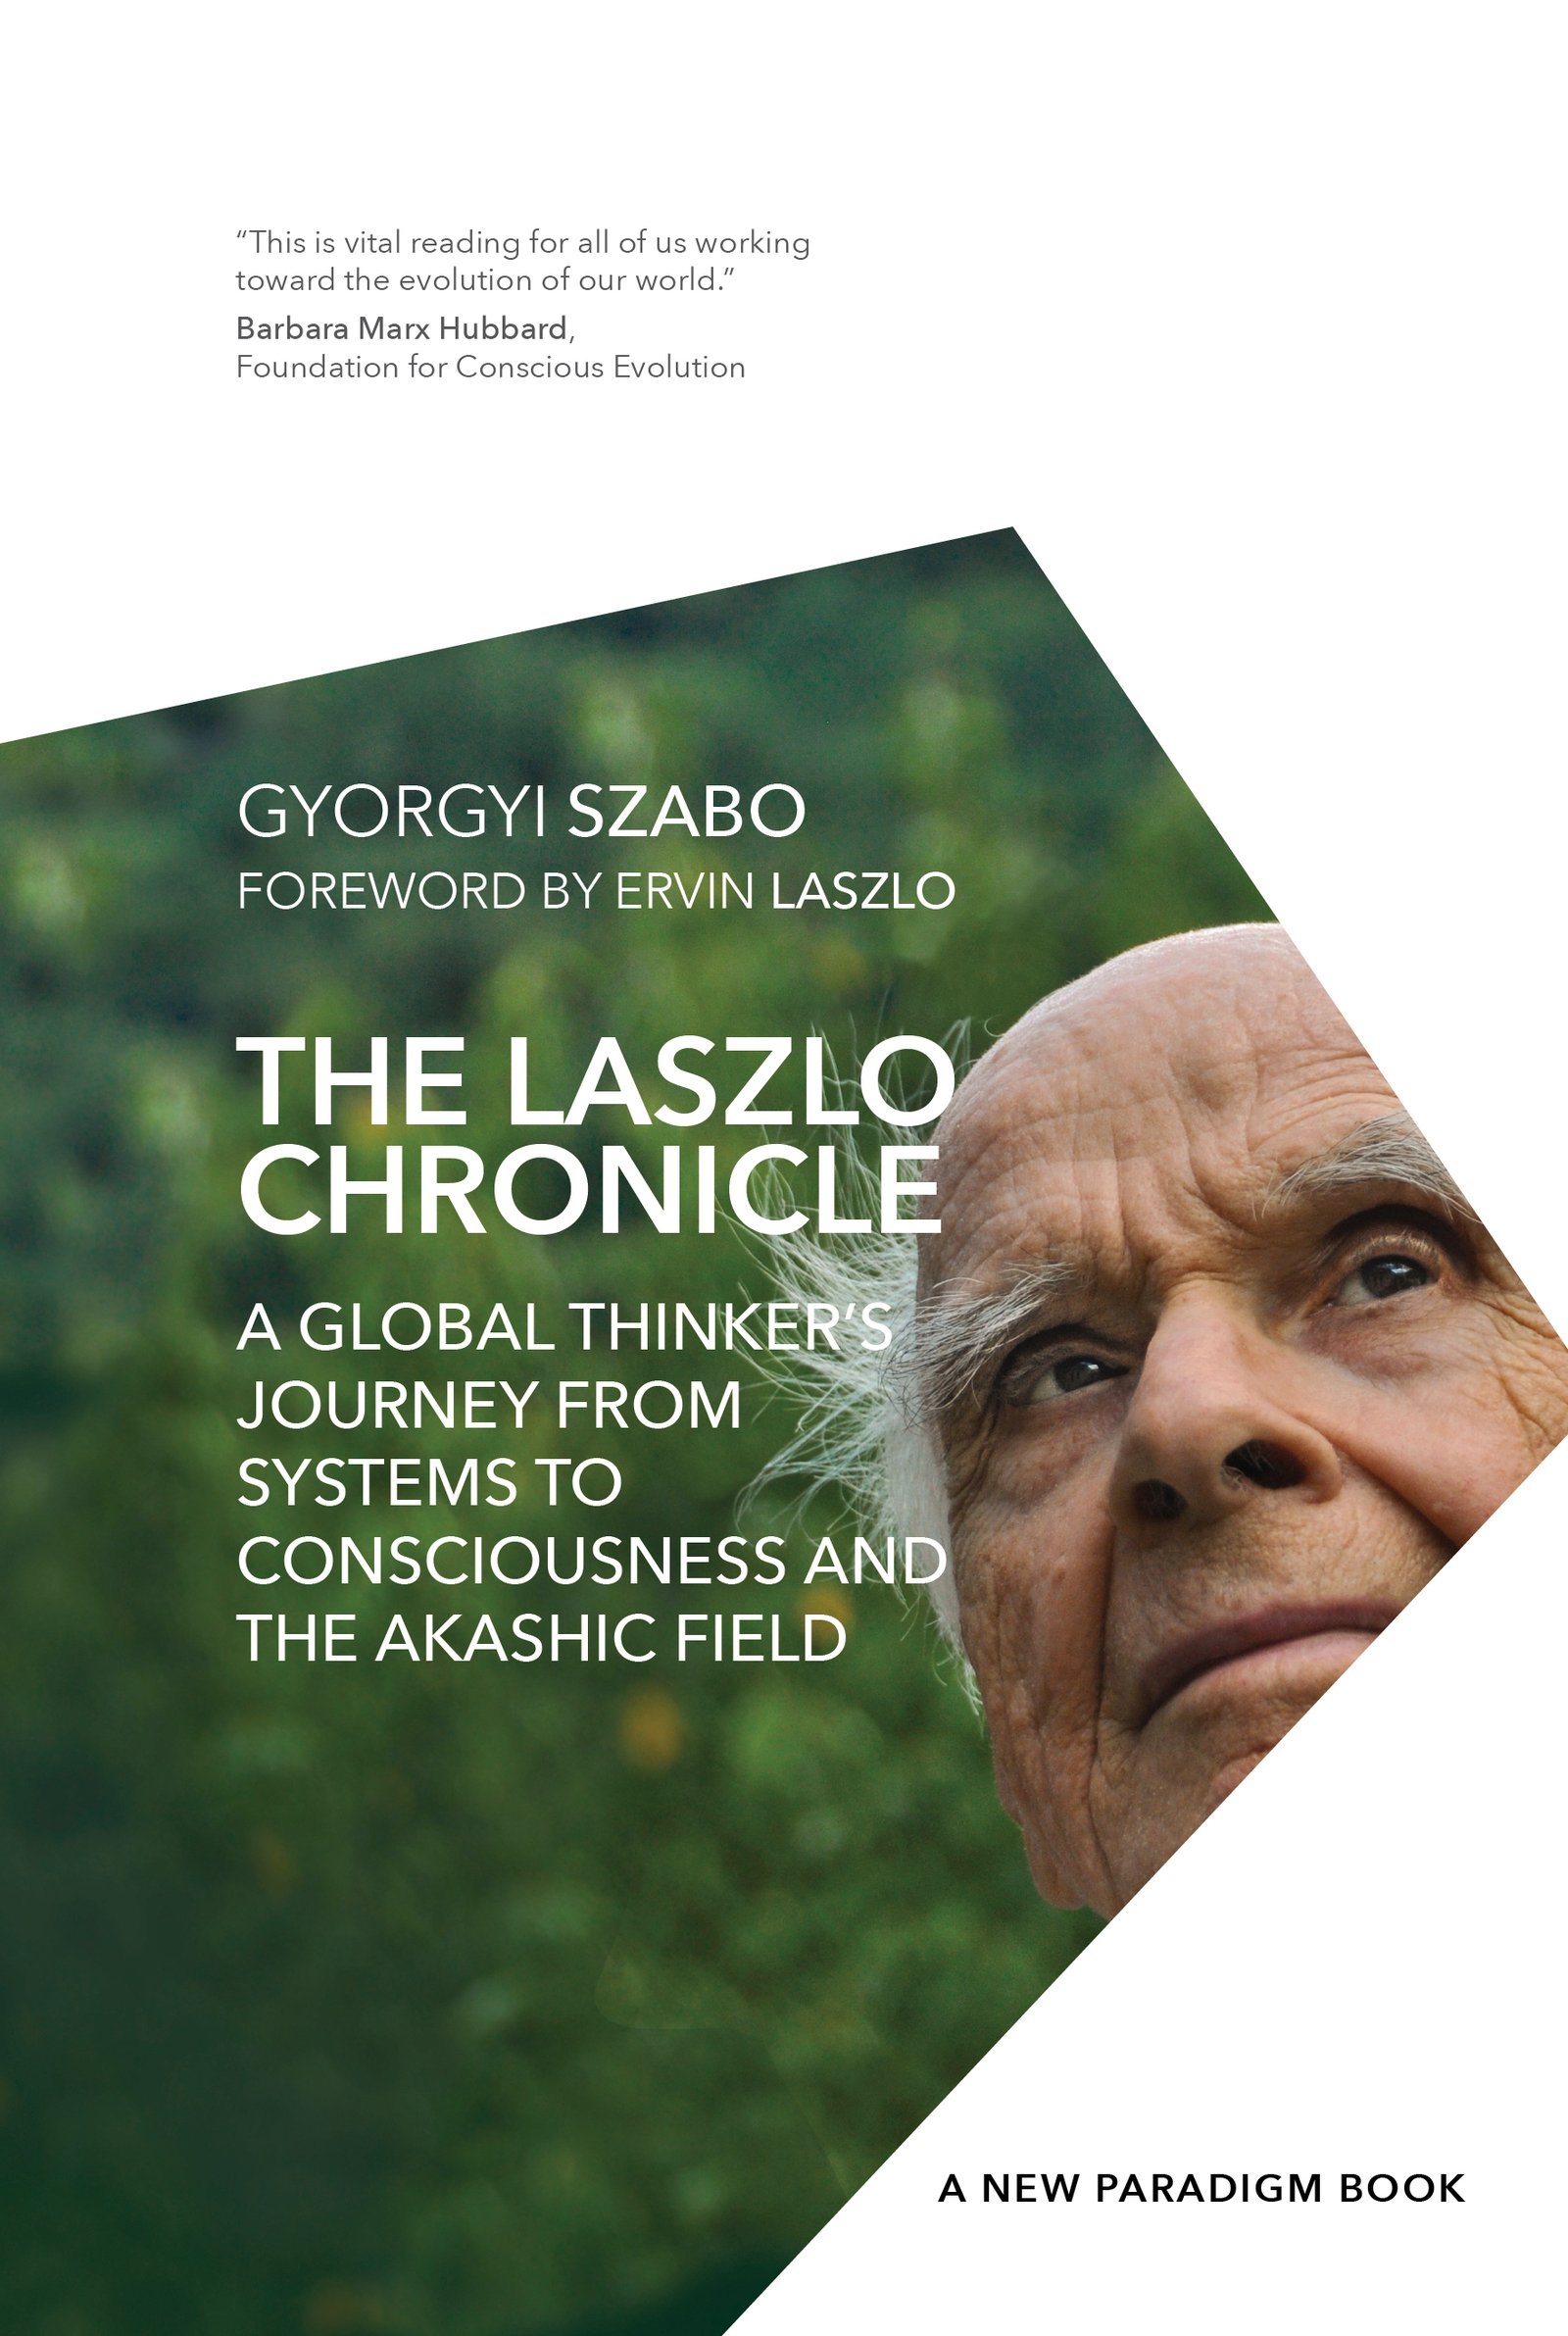 “This is vital reading for all of us working
toward the evolution of our world.”
Barbara Marx Hubbard,
Foundation for Conscious Evolution
GYORGYI SZABO
FOREWORD BY ERVIN LASZLO
THE LASZLO
CHRONICLE
A GLOBAL THINKER’S
JOURNEY FROM
SYSTEMS TO
CONSCIOUSNESS AND
THE AKASHIC FIELD
A NEW PARADIGM BOOK